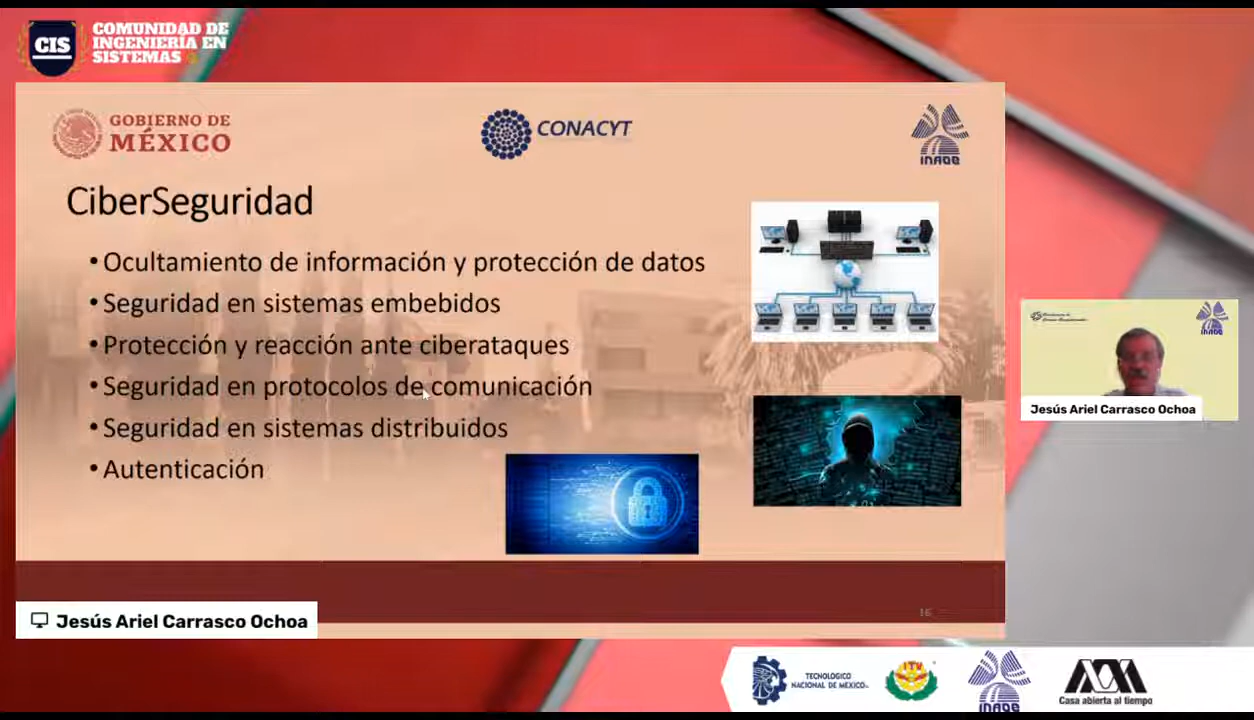 CIS
COMUNIDAD DE
INGENIERÍA EN
SISTEMAS
GOBIERNO DE
MÉXICO
CONACYT
INAOE
CiberSeguridad
• Ocultamiento de información y protección de datos
• Seguridad en sistemas embebidos
• Protección y reacción ante ciberataques
• Seguridad en protocolos de comunicación
• Seguridad en sistemas distribuidos
• Autenticación
16
INAOE
Jesús Ariel Carrasco Ochoa
Jesús Ariel Carrasco Ochoa
TECNOLÓGICO
NACIONAL DE MÉXICO
ITV
INAOE
Casa abierta al tiempo